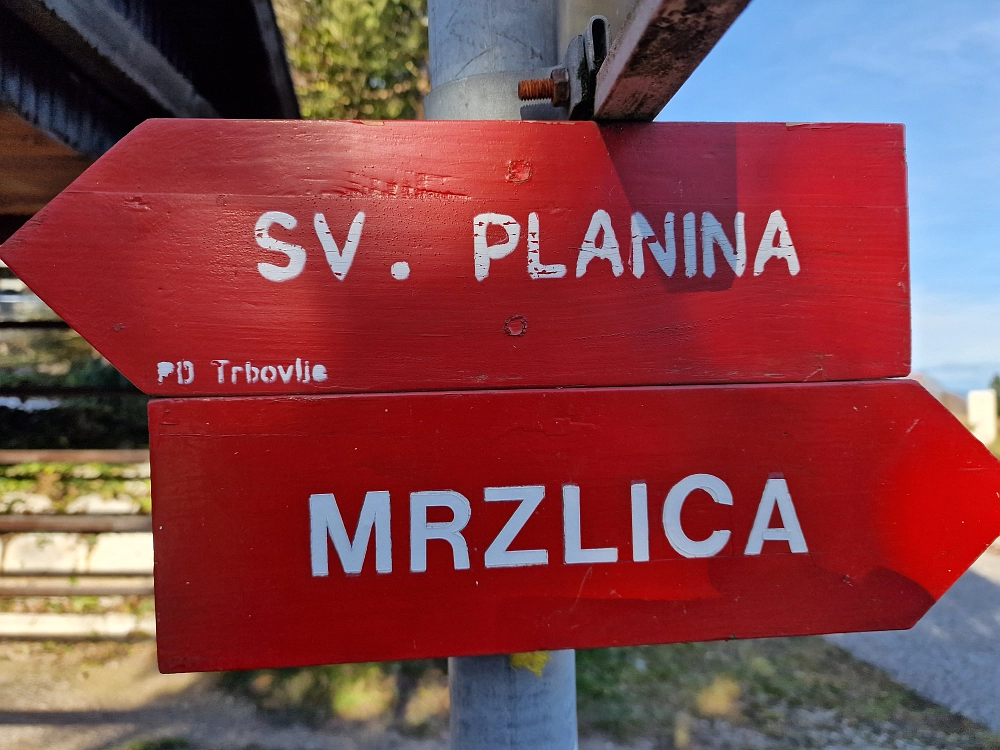 SV. PLANINA
PD Trbovlje
MRZLICA